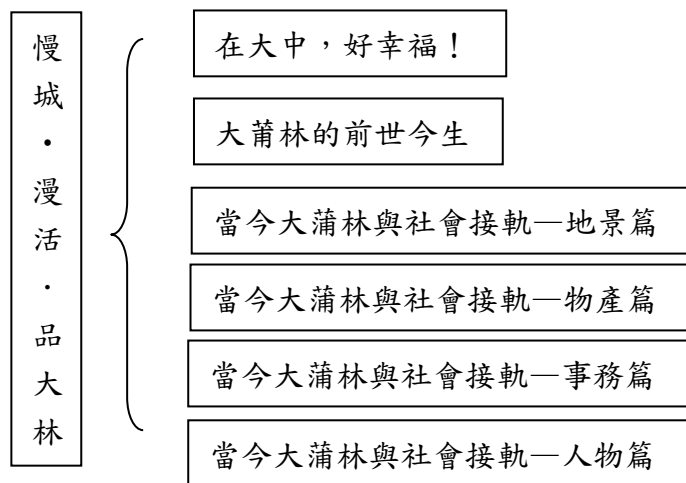 慢城・漫活・品大林
在大中，好幸福！
大莆林的前世今生
當今大蒲林與社會接軌—地景篇
當今大蒲林與社會接軌—物產篇
當今大蒲林與社會接軌—事務篇
當今大蒲林與社會接軌—人物篇